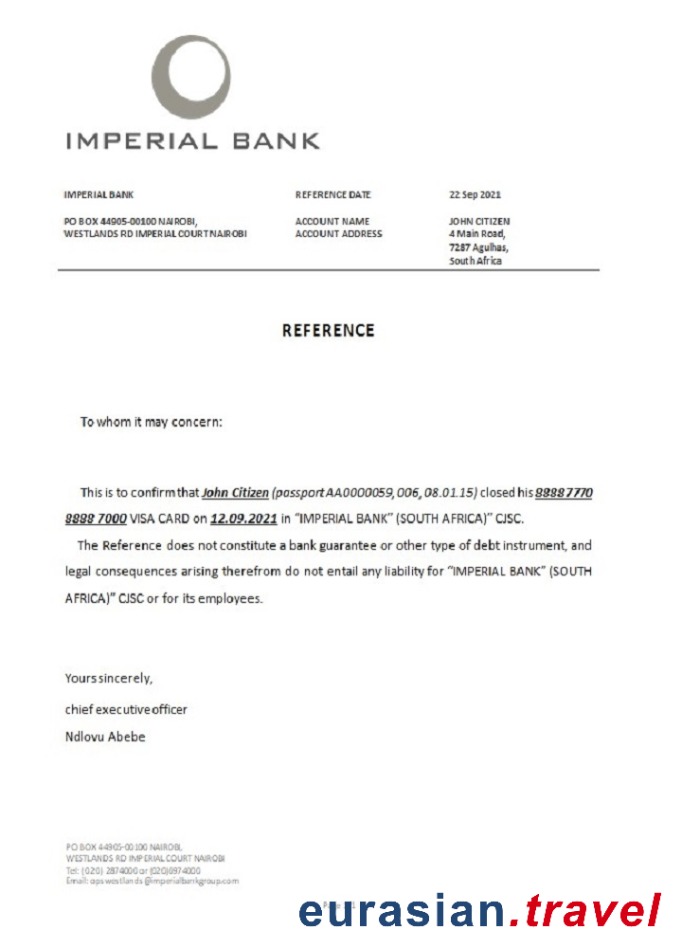 IMPERIAL BANK
IMPERIAL BANK REFERENCE DATE 22 Sep 2021
PO BOX 44905-00100 NAIROBI, ACCOUNT NAME JOHN CITIZEN
WESTLANDS RD IMPERIAL COURT NAIROBI ACCOUNT ADDRESS 4 Main Road,
7287 Agulhas,
South Africa
REFERENCE
To whom it may concern:
This is to confirm that John Citizen (passport AA0000059, 006, 08.01.15) closed his 8888 7770
8888 7000 VISA CARD on 12.09.2021 in "IMPERIAL BANK" (SOUTH AFRICA)" CJSC.
The Reference does not constitute a bank guarantee or other type of debt instrument, and
legal consequences arising therefrom do not entail any liability for "IMPERIAL BANK" (SOUTH
AFRICA)" CJSC or for its employees.
Yours sincerely,
chief executive officer
Ndlovu Abebe
PO BOX 44905-00100 NAIROBI,
WESTLANDS RD IMPERIAL COURT NAIROBI
Tel: (020) 2874000 or (020)6974000
Email: opswestlands@imperialbankgroup.com
eurasian.travel